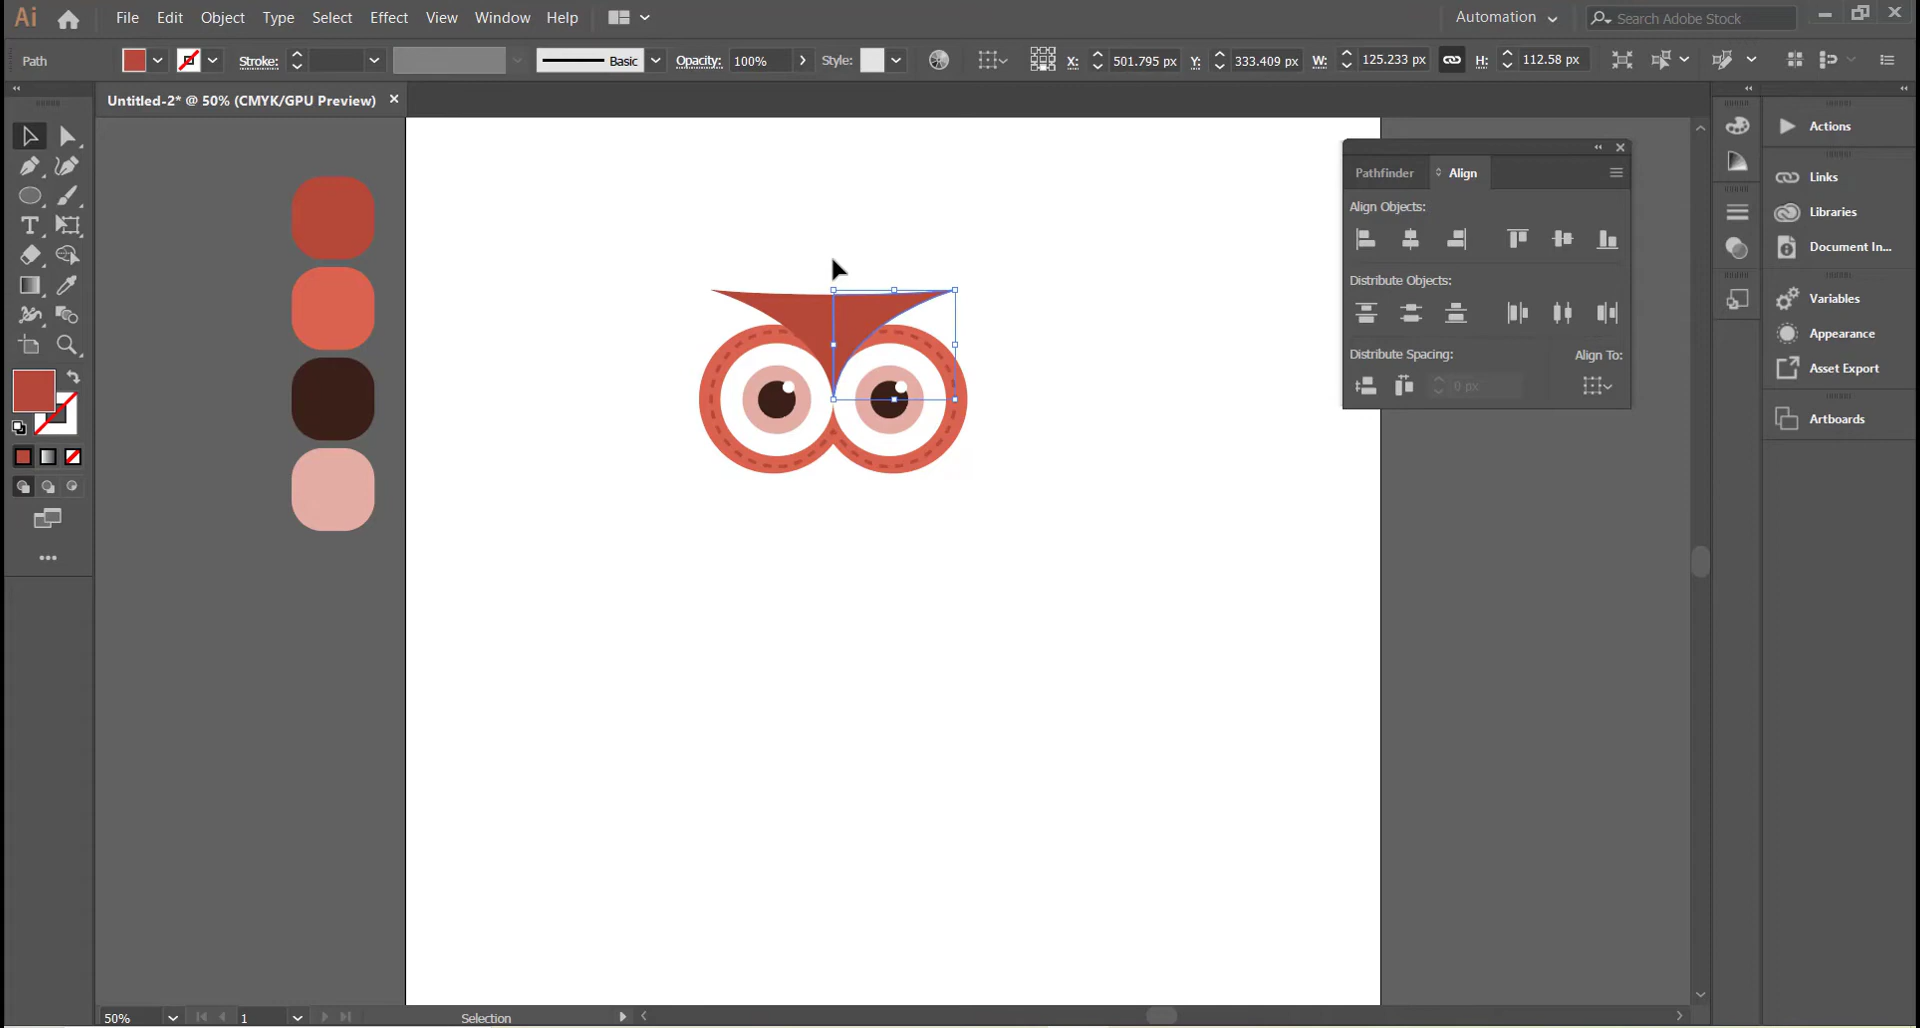 Ai File Edit Object Type Select Effect View Window Help Automation Search Adobe Stock
Path Stroke: Basic Opacity: 100% Style: X: 501.795 px Y: 333.409 px W: 125.233 px H: 112.58 px
Untitled-2* @ 50% (CMYK/GPU Preview)
Pathfinder Align
Align Objects:
Distribute Objects:
Distribute Spacing: Align To:
0 px
Actions
Links
Libraries
Document In...
Variables
Appearance
Asset Export
Artboards
T
50% 1 Selection